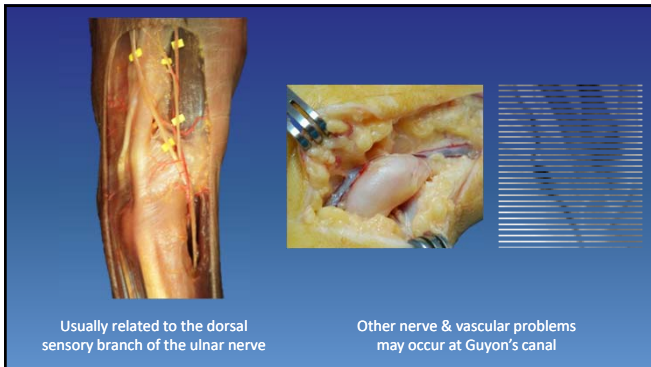 Usually related to the dorsal
sensory branch of the ulnar nerve
Other nerve & vascular problems
may occur at Guyon's canal